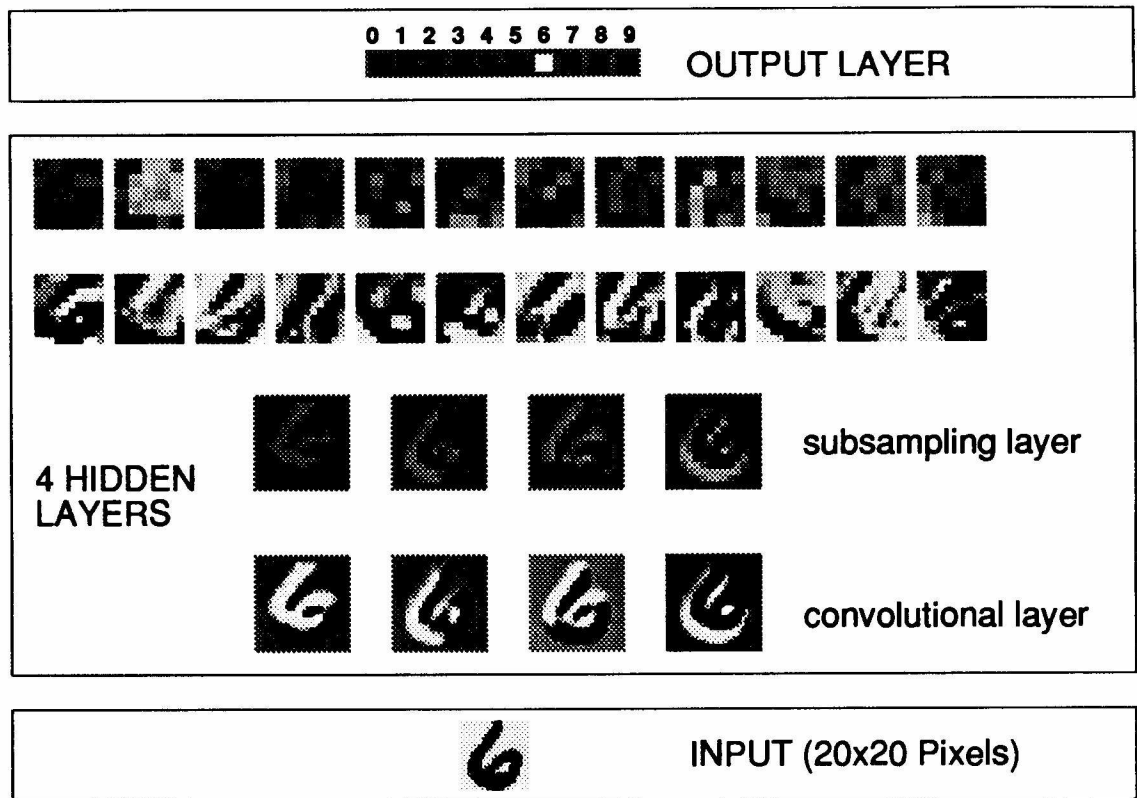 0 1 2 3 4 5 6 7 8 9
OUTPUT LAYER
subsampling layer
4 HIDDEN
LAYERS
convolutional layer
INPUT (20x20 Pixels)